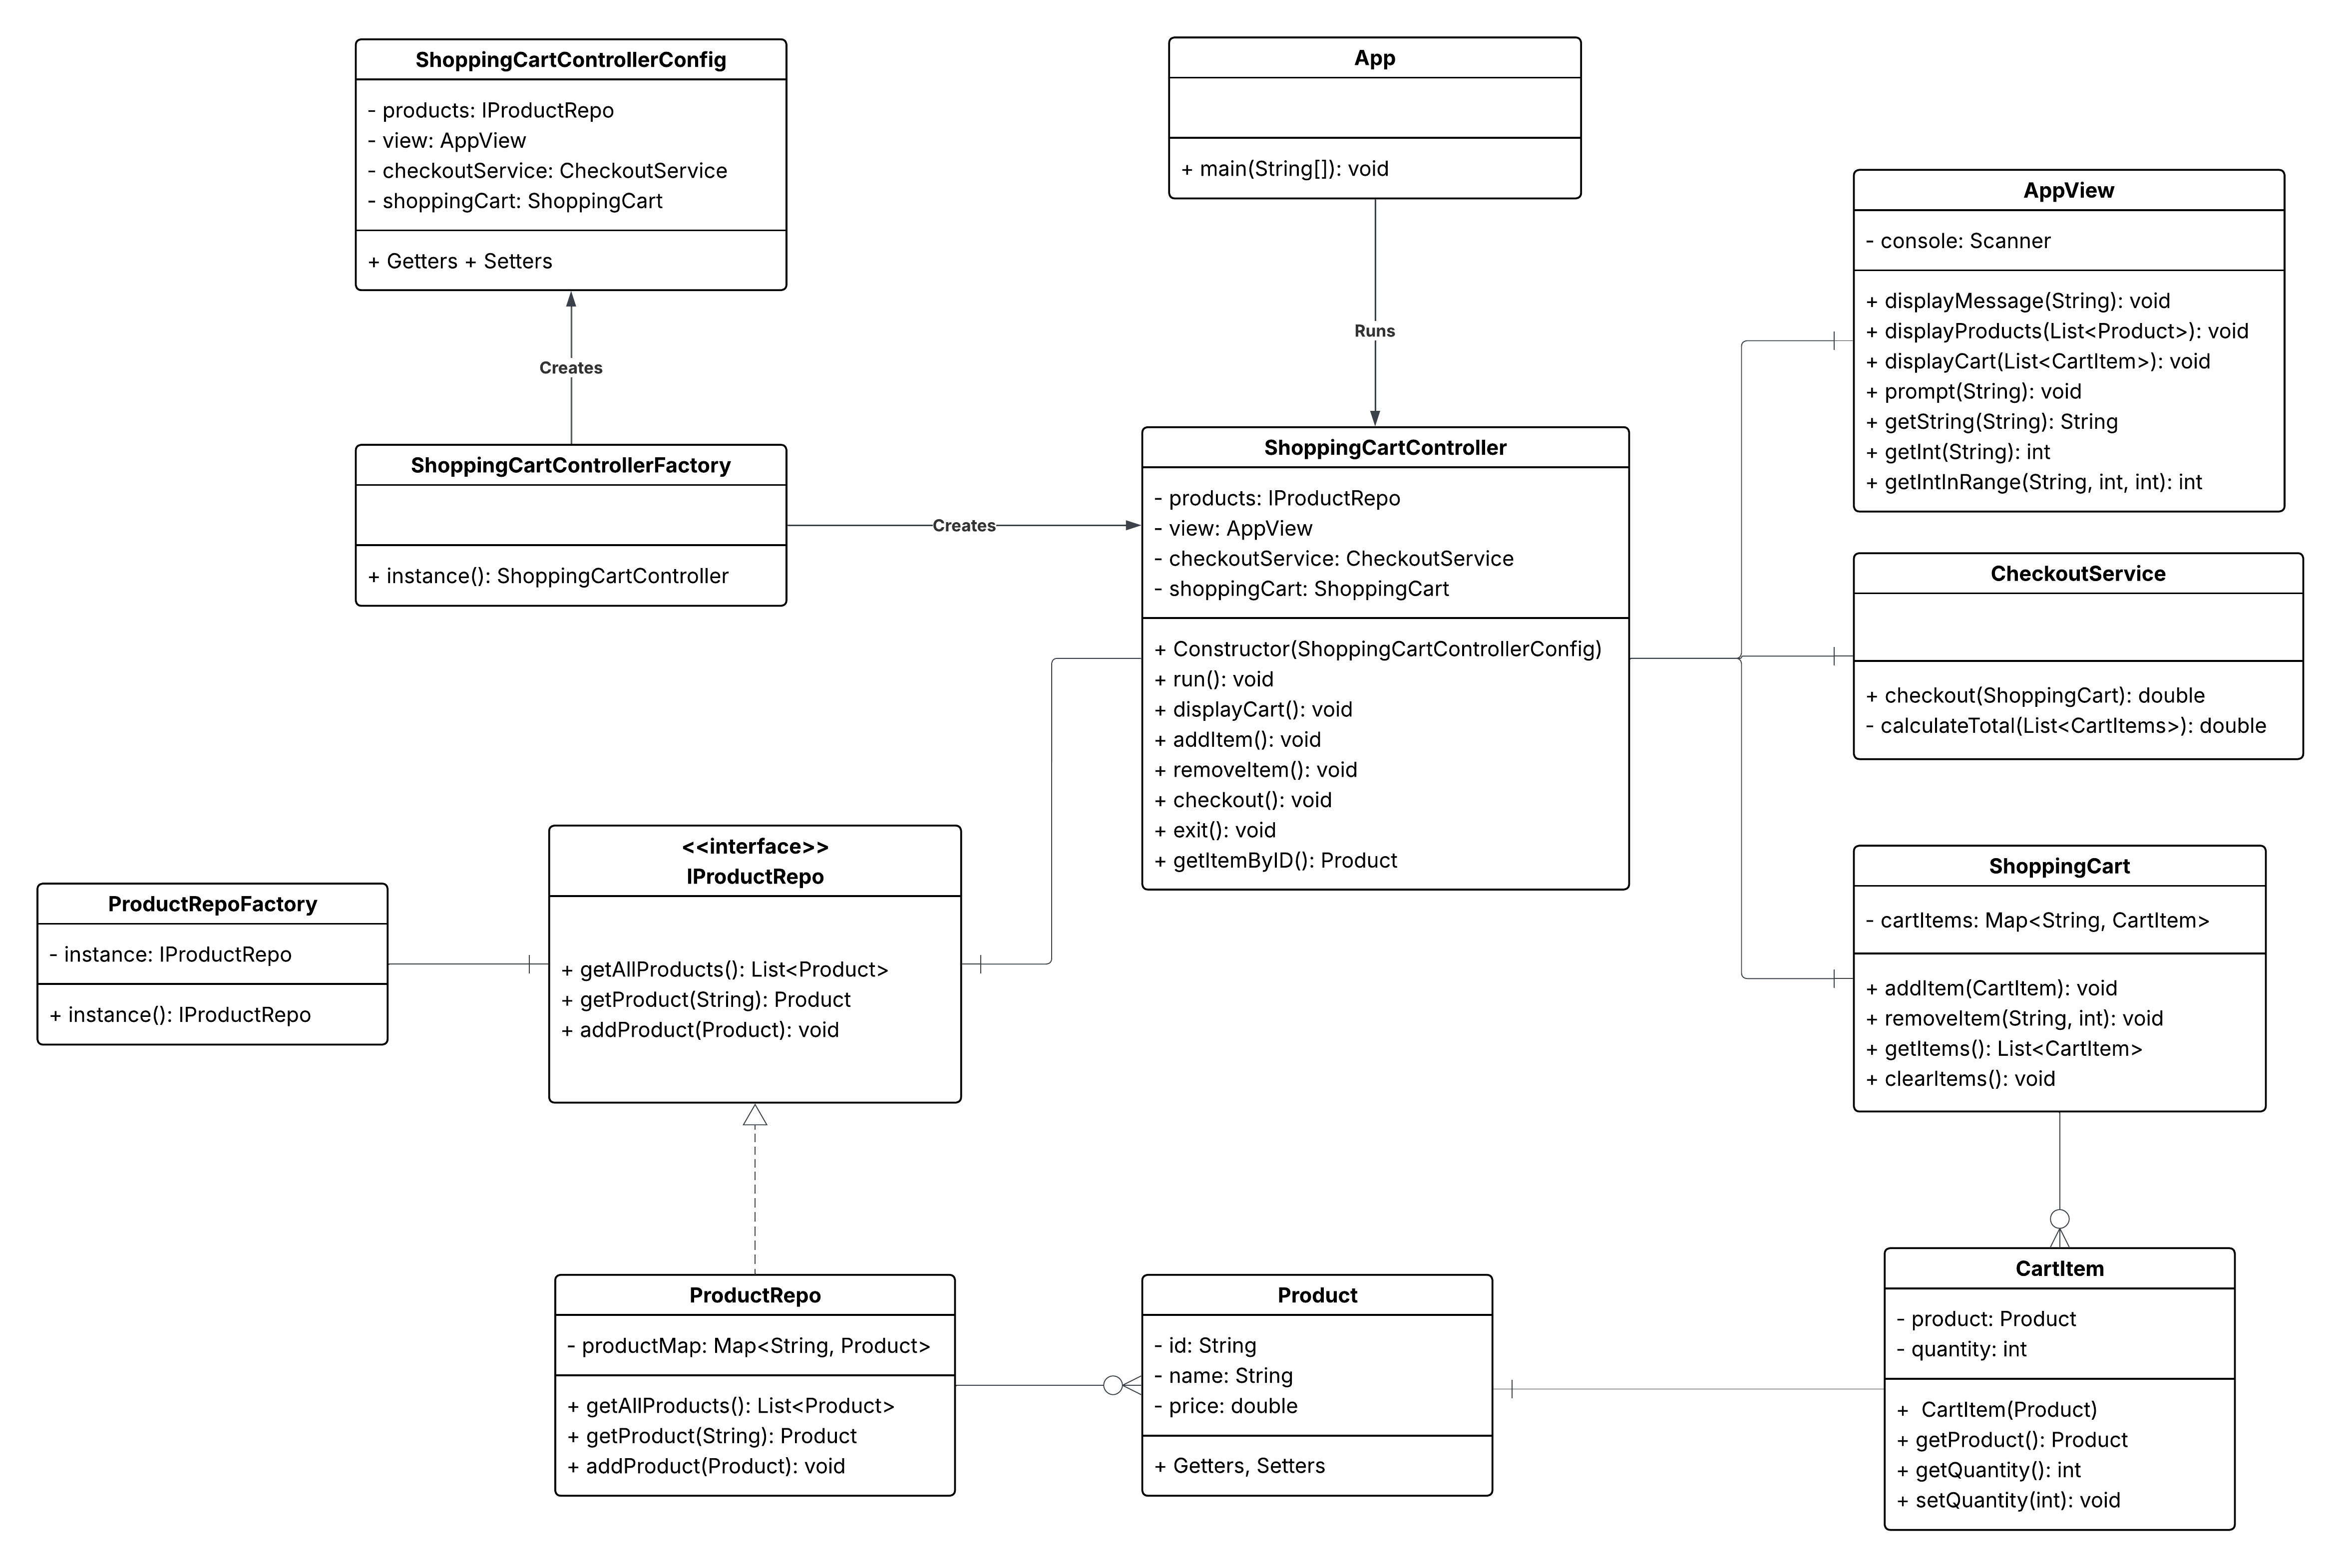 ShoppingCartControllerConfig
- products: IProductRepo
- view: AppView
- checkoutService: CheckoutService
- shoppingCart: ShoppingCart
+ Getters + Setters
App
+ main(String[]): void
AppView
- console: Scanner
+ displayMessage(String): void
+ displayProducts(List<Product>): void
+ displayCart(List<CartItem>): void
+ prompt(String): void
+ getString(String): String
+ getInt(String): int
+ getIntInRange(String, int, int): int
Creates
Runs
ShoppingCartControllerFactory
+ instance(): ShoppingCartController
Creates
ShoppingCartController
- products: IProductRepo
- view: AppView
- checkoutService: CheckoutService
- shoppingCart: ShoppingCart
+ Constructor(ShoppingCartControllerConfig)
+ run(): void
+ displayCart(): void
+ addItem(): void
+ removeItem(): void
+ checkout(): void
+ exit(): void
+ getItemByID(): Product
CheckoutService
+ checkout(ShoppingCart): double
- calculateTotal(List<CartItems>): double
ProductRepoFactory
- instance: IProductRepo
+ instance(): IProductRepo
<<interface>>
IProductRepo
+ getAllProducts(): List<Product>
+ getProduct(String): Product
+ addProduct(Product): void
ShoppingCart
- cartItems: Map<String, CartItem>
+ addItem(CartItem): void
+ removeItem(String, int): void
+ getItems(): List<CartItem>
+ clearItems(): void
ProductRepo
- productMap: Map<String, Product>
+ getAllProducts(): List<Product>
+ getProduct(String): Product
+ addProduct(Product): void
Product
- id: String
- name: String
- price: double
+ Getters, Setters
CartItem
- product: Product
- quantity: int
+  CartItem(Product)
+ getProduct(): Product
+ getQuantity(): int
+ setQuantity(int): void